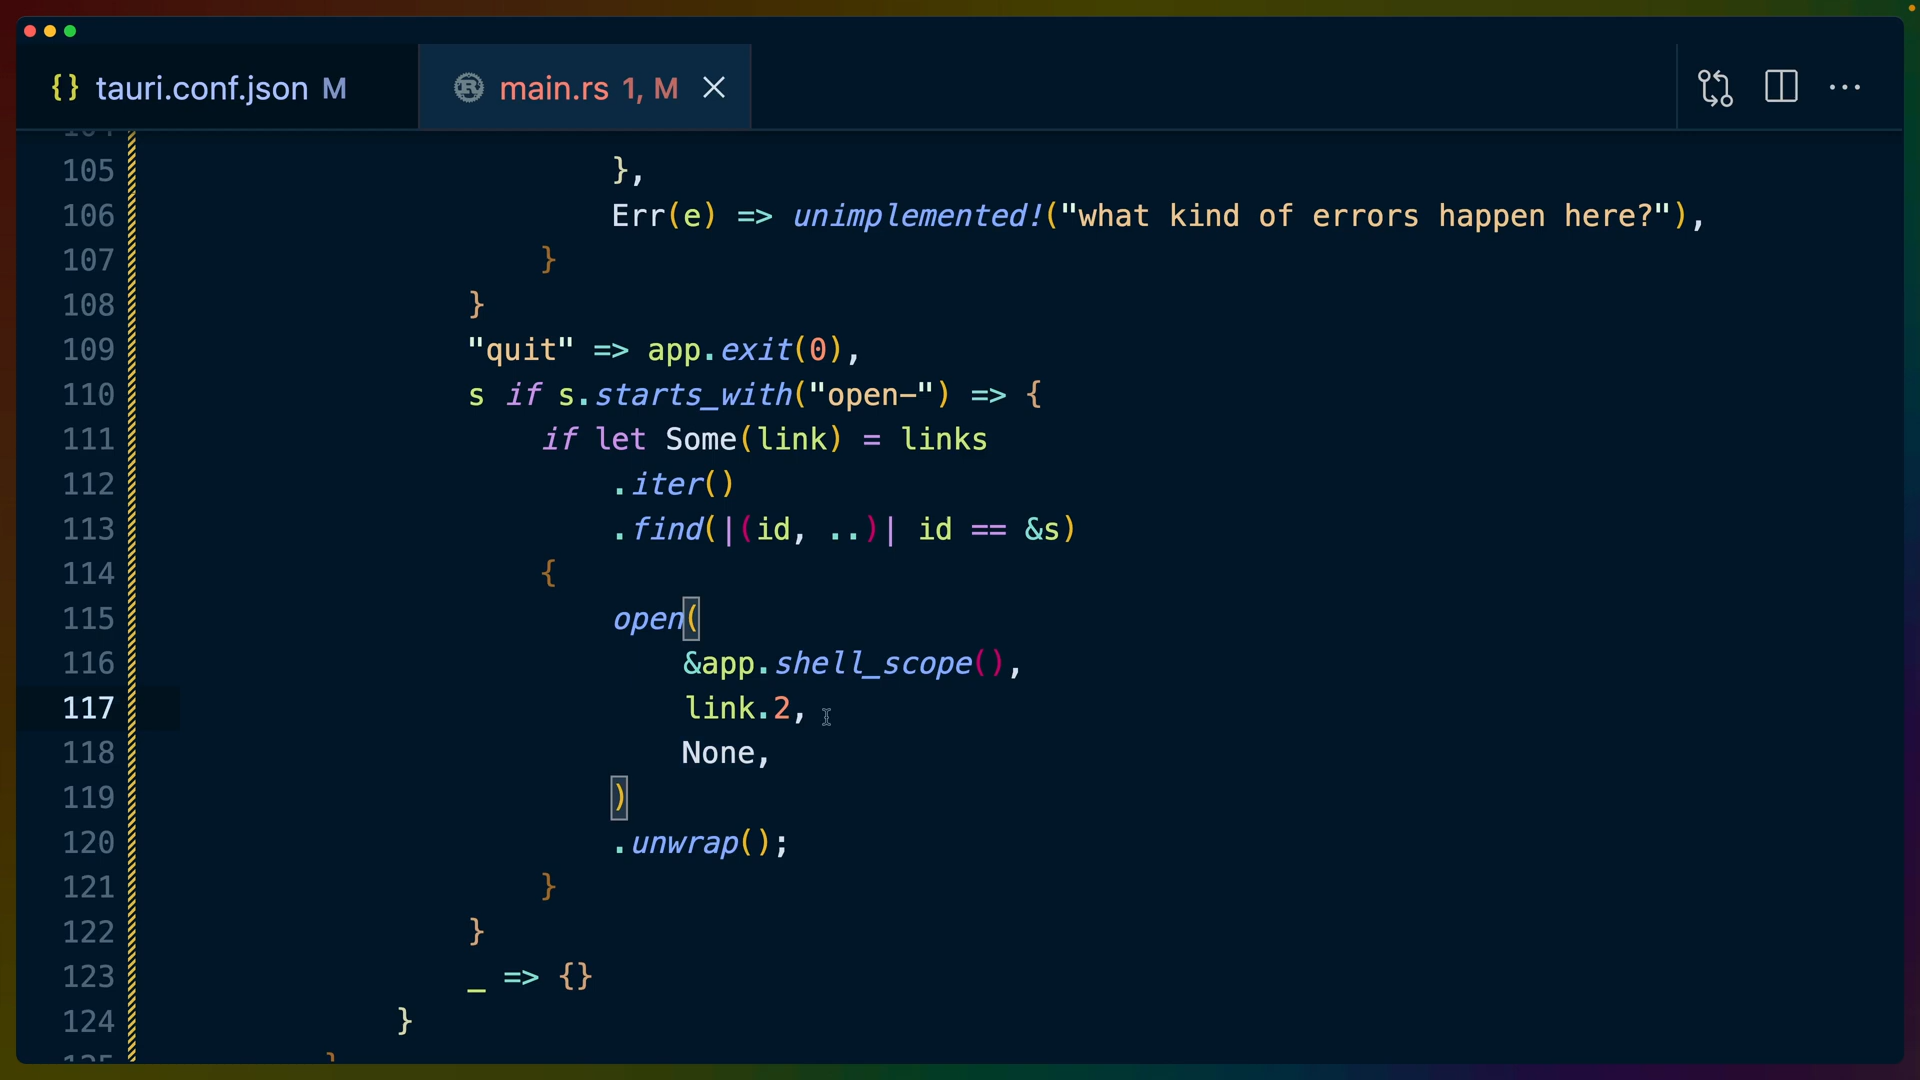 {} tauri.conf.json M
main.rs 1, M
105 },
106 Err(e) => unimplemented!("what kind of errors happen here?"),
107 }
108 }
109 "quit" => app.exit(0),
110 s if s.starts_with("open-") => {
111 if let Some(link) = links
112 .iter()
113 .find(|(id, ..)| id == &s)
114 {
115 open(
116 &app.shell_scope(),
117 link.2,
118 None,
119 )
120 .unwrap();
121 }
122 }
123 _ => {}
124 }